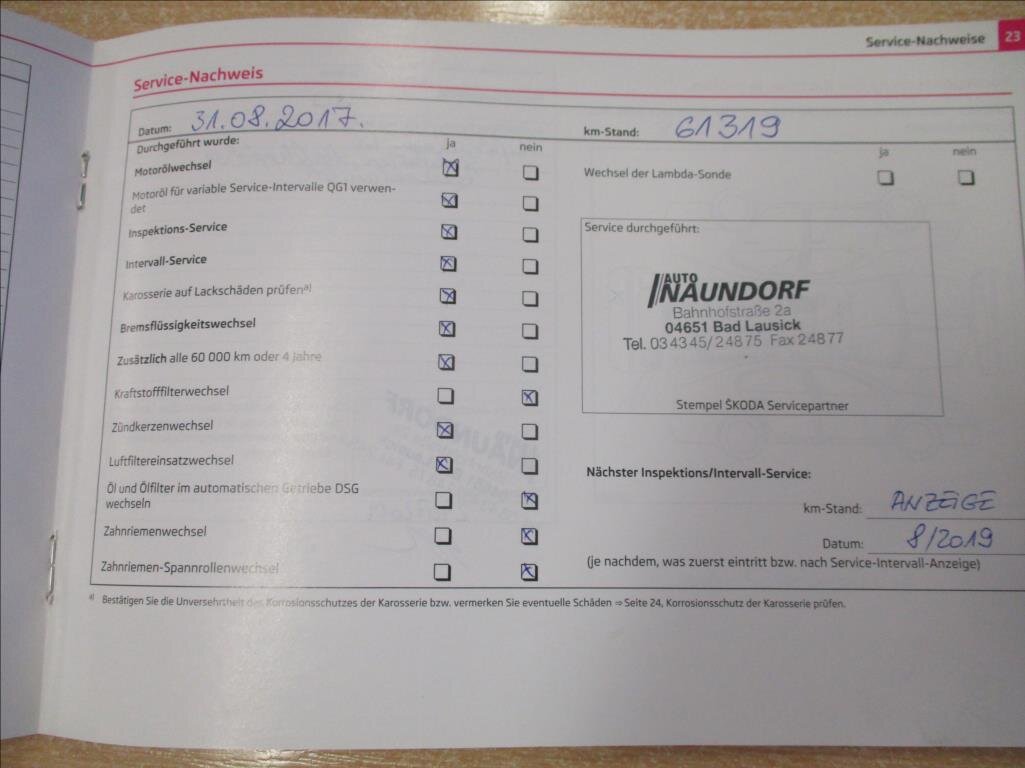 Service-Nachweise 23
Service-Nachweis
Datum: 31.08.2017.
km-Stand: 61319
Durchgeführt wurde: ja nein
ja nein
Motorölwechsel
Wechsel der Lambda-Sonde
Motoröl für variable Service-Intervalle QG1 verwen-
det
Inspektions-Service
Intervall-Service
Karosserie auf Lackschäden prüfena)
Bremsflüssigkeitswechsel
Zusätzlich alle 60 000 km oder 4 Jahre
Kraftstofffilterwechsel
Zündkerzenwechsel
Luftfiltereinsatzwechsel
Öl und Ölfilter im automatischen Getriebe DSG
wechseln
Zahnriemenwechsel
Zahnriemen-Spannrollenwechsel
Service durchgeführt:
AUTO
NAUNDORF
Bahnhofstraße 2a
04651 Bad Lausick
Tel. 034345/24875 Fax 24877
Stempel ŠKODA Servicepartner
Nächster Inspektions/Intervall-Service:
km-Stand: ANZEIGE
Datum: 8/2019
(je nachdem, was zuerst eintritt bzw. nach Service-Intervall-Anzeige)
a) Bestätigen Sie die Unversehrtheit des Korrosionsschutzes der Karosserie bzw. vermerken Sie eventuelle Schäden ⇒ Seite 24, Korrosionsschutz der Karosserie prüfen.